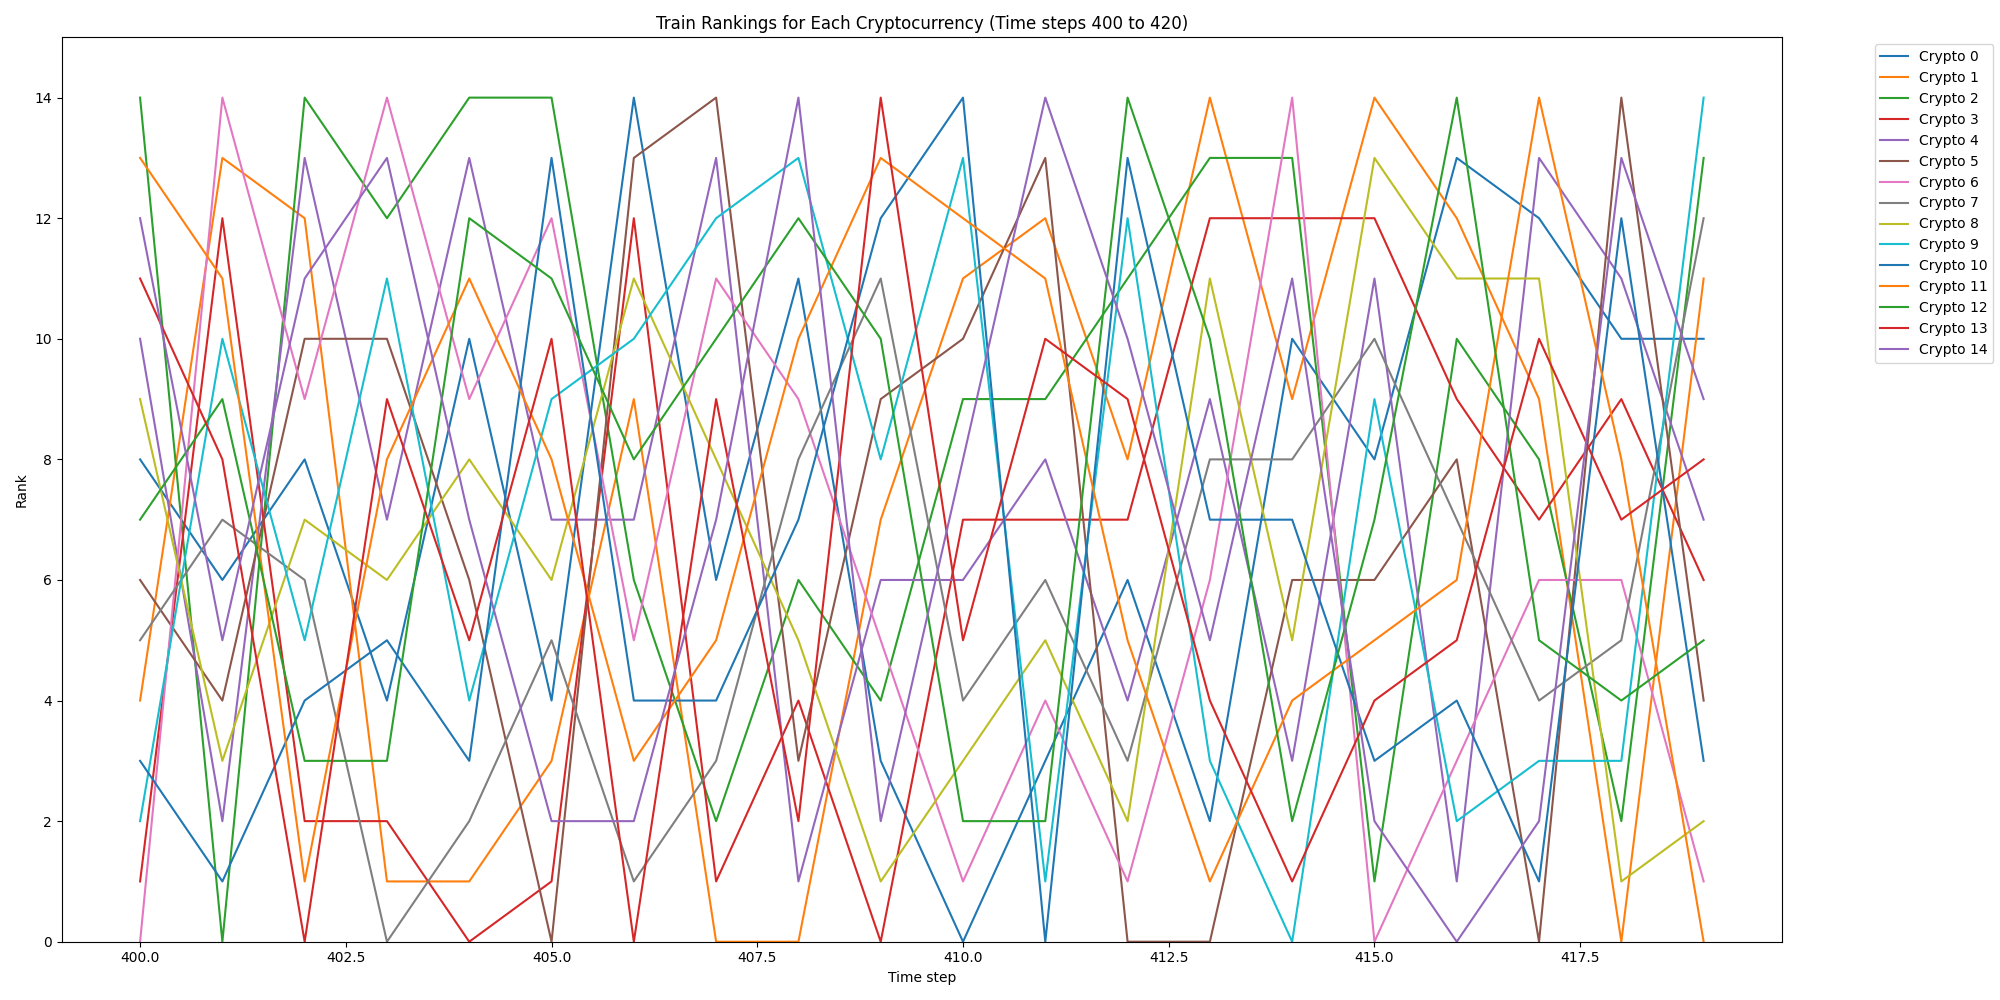 Train Rankings for Each Cryptocurrency (Time steps 400 to 420)
Rank
14
12
10
8
6
4
2
0
400.0 402.5 405.0 407.5 410.0 412.5 415.0 417.5
Time step
Crypto 0
Crypto 1
Crypto 2
Crypto 3
Crypto 4
Crypto 5
Crypto 6
Crypto 7
Crypto 8
Crypto 9
Crypto 10
Crypto 11
Crypto 12
Crypto 13
Crypto 14